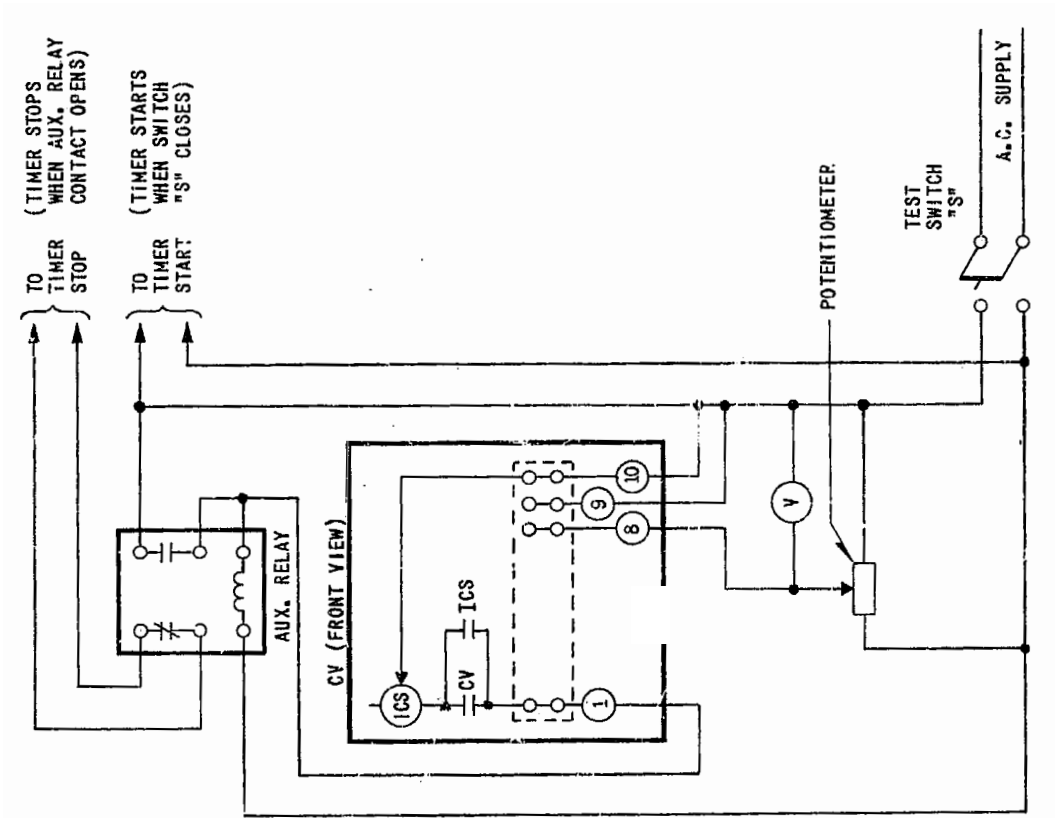 (TIMER STOPS
WHEN AUX. RELAY
CONTACT OPENS)
TO
TIMER
STOP
(TIMER STARTS
WHEN SWITCH
"S" CLOSES)
TO
TIMER
START
A.C. SUPPLY
TEST
SWITCH
"S"
POTENTIOMETER
V
AUX. RELAY
CV (FRONT VIEW)
10
9
8
ICS
CV
ICS
1